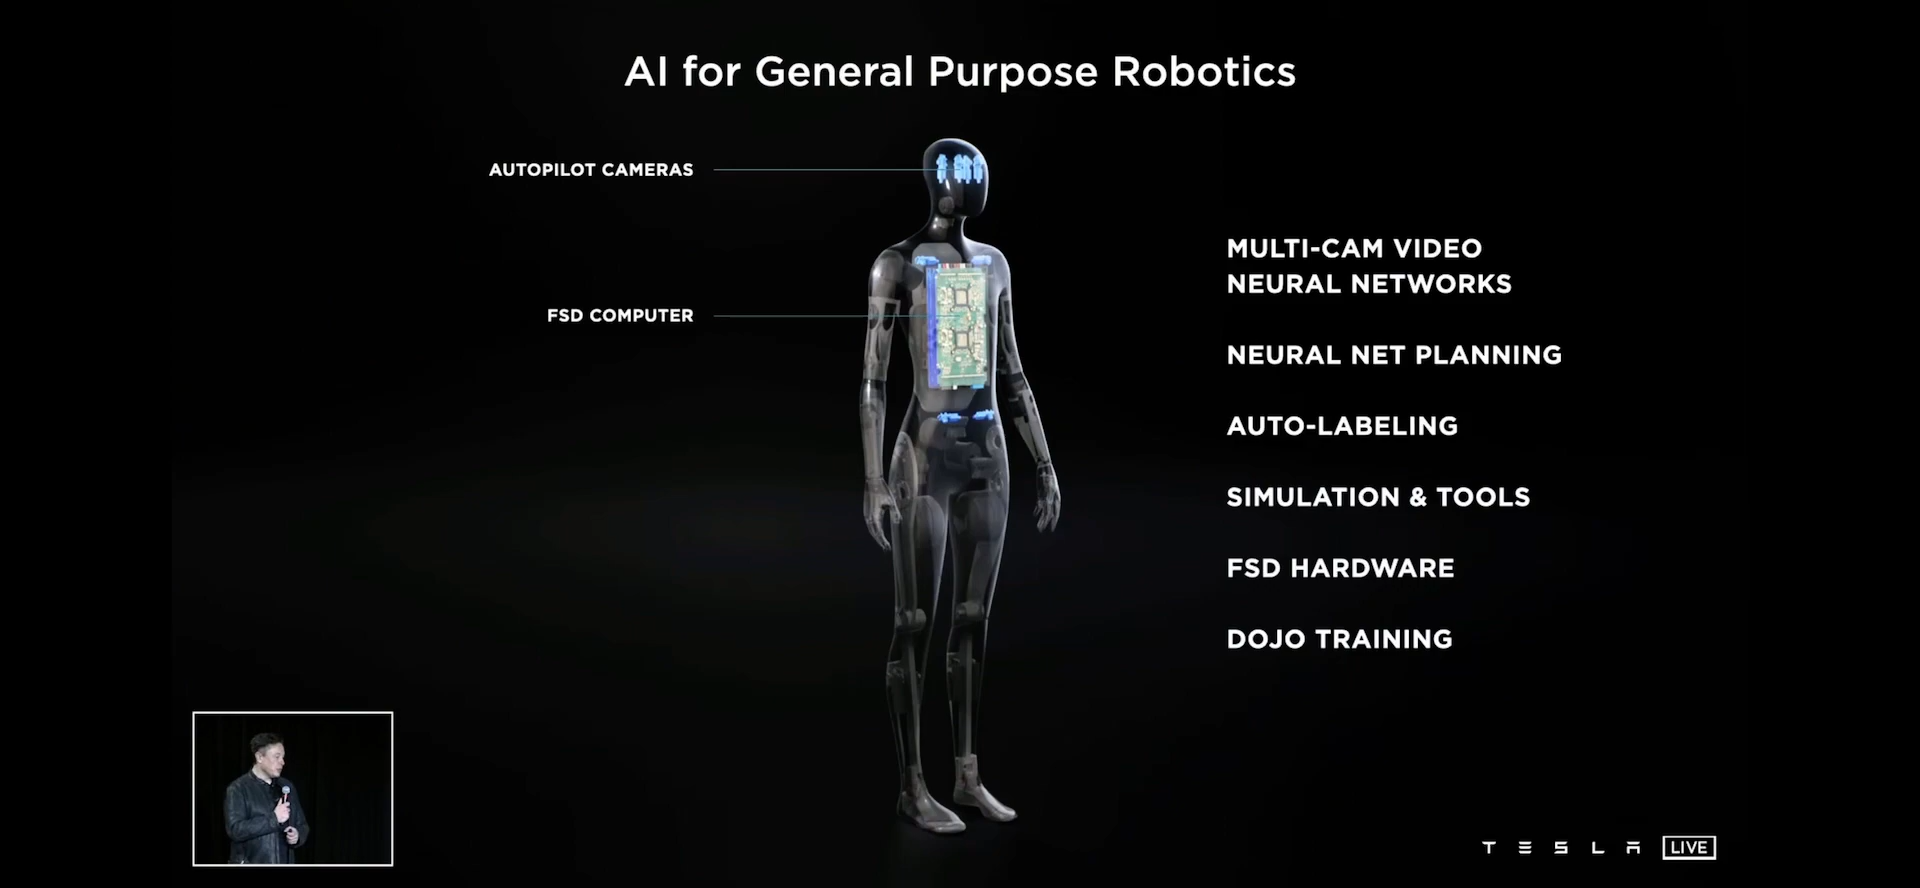 AI for General Purpose Robotics
AUTOPILOT CAMERAS
FSD COMPUTER
MULTI-CAM VIDEO
NEURAL NETWORKS
NEURAL NET PLANNING
AUTO-LABELING
SIMULATION & TOOLS
FSD HARDWARE
DOJO TRAINING
TESLA LIVE